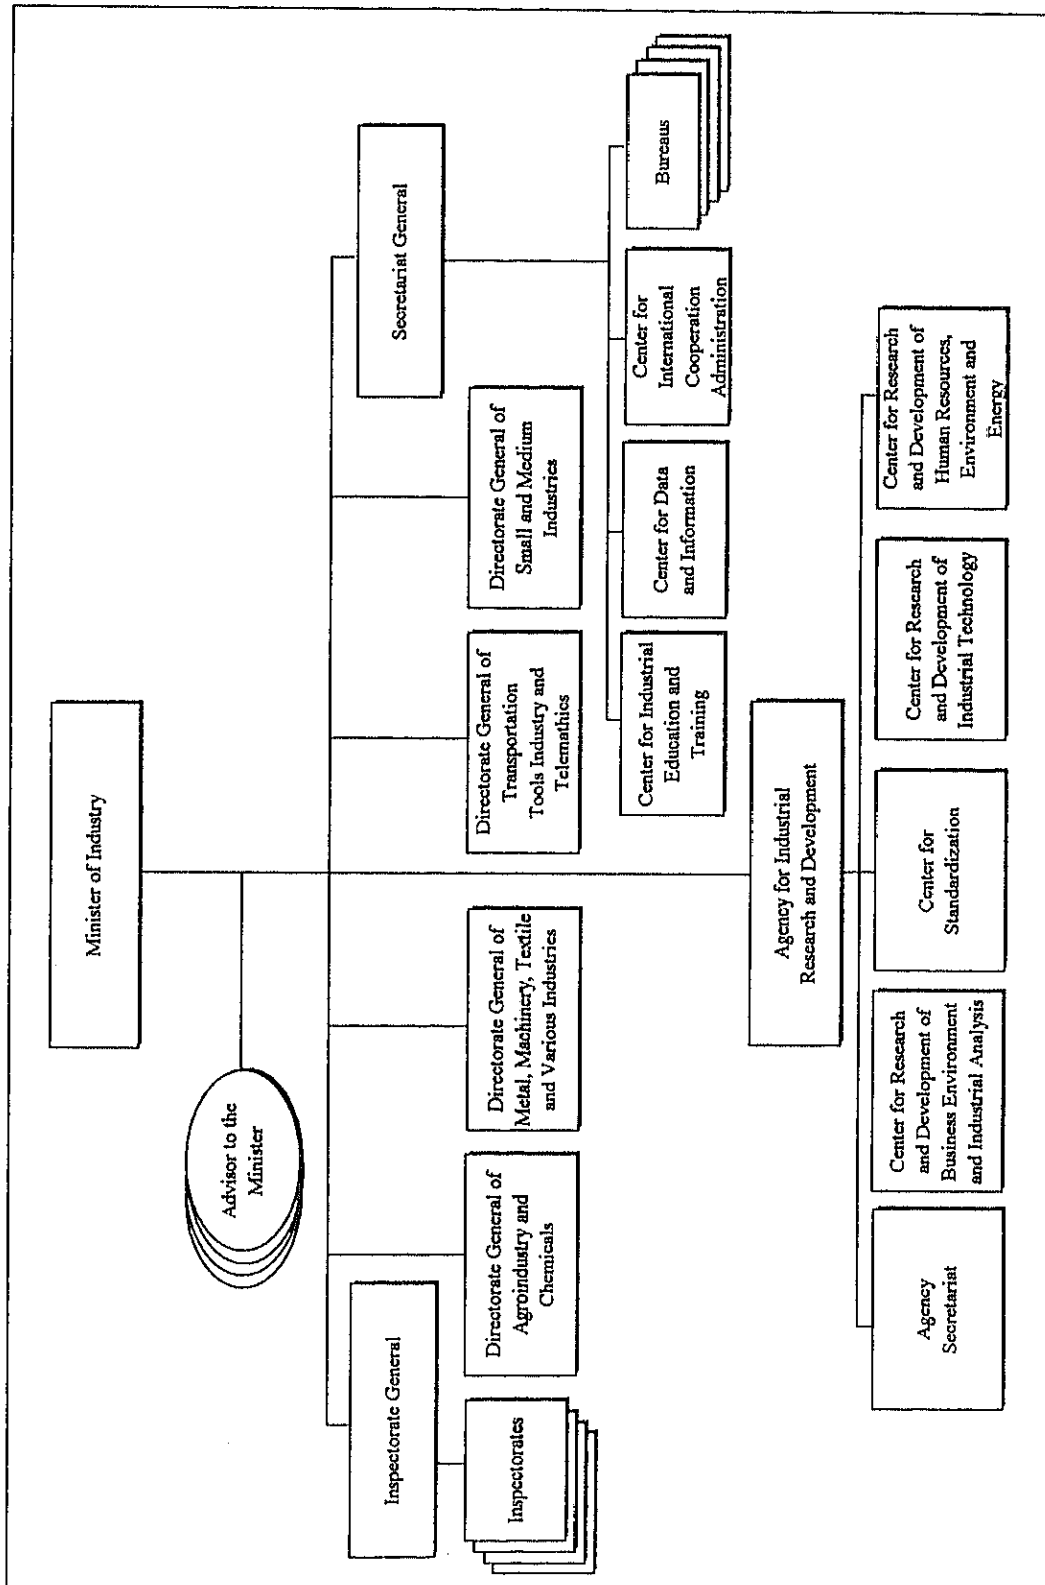 Minister of Industry
Advisor to the
Minister
Inspectorate General
Secretariat General
Inspectorates
Directorate General of
Agroindustry and
Chemicals
Directorate General of
Metal, Machinery, Textile
and Various Industries
Directorate General of
Transportation
Tools Industry and
Telemathics
Directorate General of
Small and Medium
Industries
Center for Industrial
Education and
Training
Center for Data
and Information
Center for
International
Cooperation
Administration
Bureaus
Agency for Industrial
Research and Development
Agency
Secretariat
Center for Research
and Development of
Business Environment
and Industrial Analysis
Center for
Standardization
Center for Research
and Development of
Industrial Technology
Center for Research
and Development of
Human Resources,
Environment and
Energy